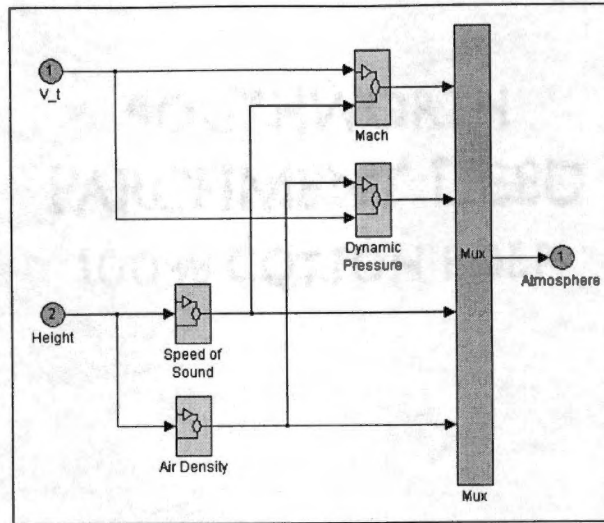 1
V_t
Mach
Dynamic
Pressure
Mux
1
Atmosphere
2
Height
Speed of
Sound
Air Density
Mux